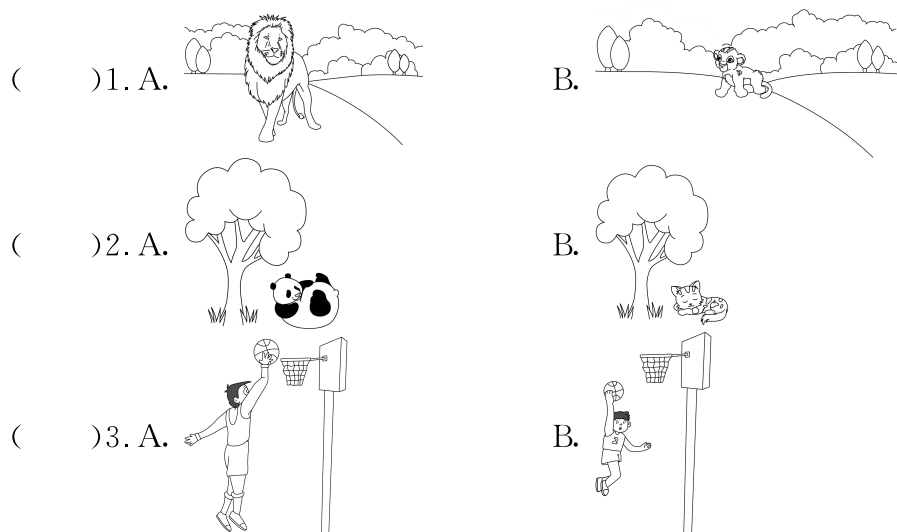 (　　)1. A.　　B.
(　　)2. A.　　B.
(　　)3. A.　　B.